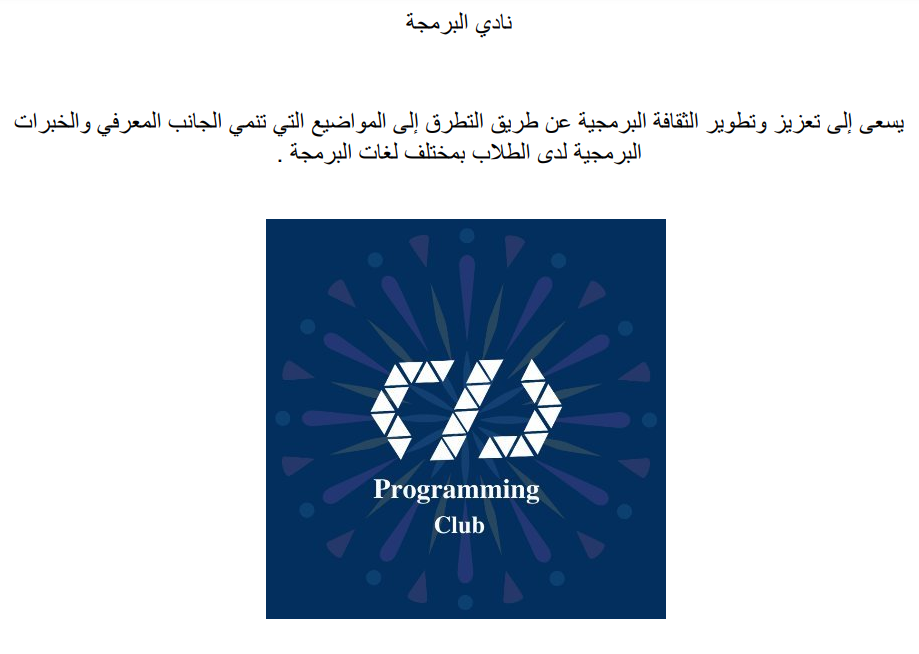 نادي البرمجة
يسعى إلى تعزيز وتطوير الثقافة البرمجية عن طريق التطرق إلى المواضيع التي تنمي الجانب المعرفي والخبرات
البرمجية لدى الطلاب بمختلف لغات البرمجة .
Programming
Club